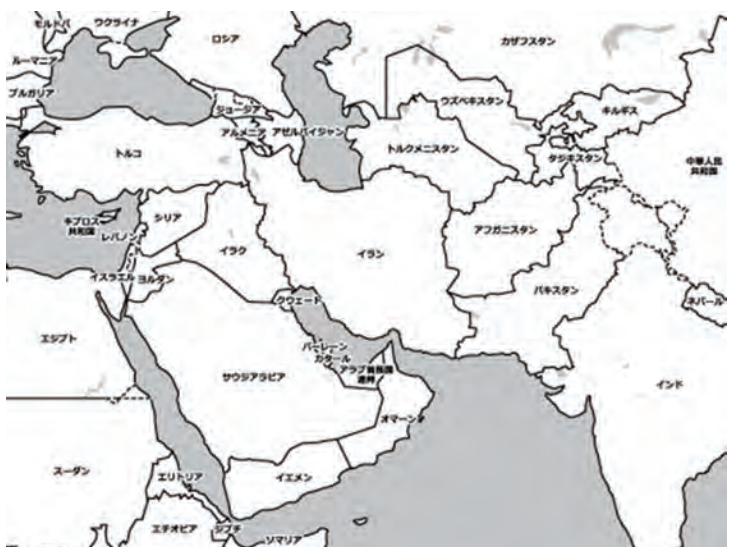 モルドバ
ウクライナ
ロシア
カザフスタン
ルーマニア
ブルガリア
ジョージア
ウズベキスタン
キルギス
アルメニア
アゼルバイジャン
トルコ
トルクメニスタン
タジキスタン
中華人民
共和国
キプロス
共和国
シリア
レバノン
イラク
イラン
アフガニスタン
イスラエル
ヨルダン
パキスタン
クウェート
ネパール
エジプト
バーレーン
カタール
サウジアラビア
アラブ首長国
連邦
インド
オマーン
スーダン
エリトリア
イエメン
エチオピア
ジブチ
ソマリア